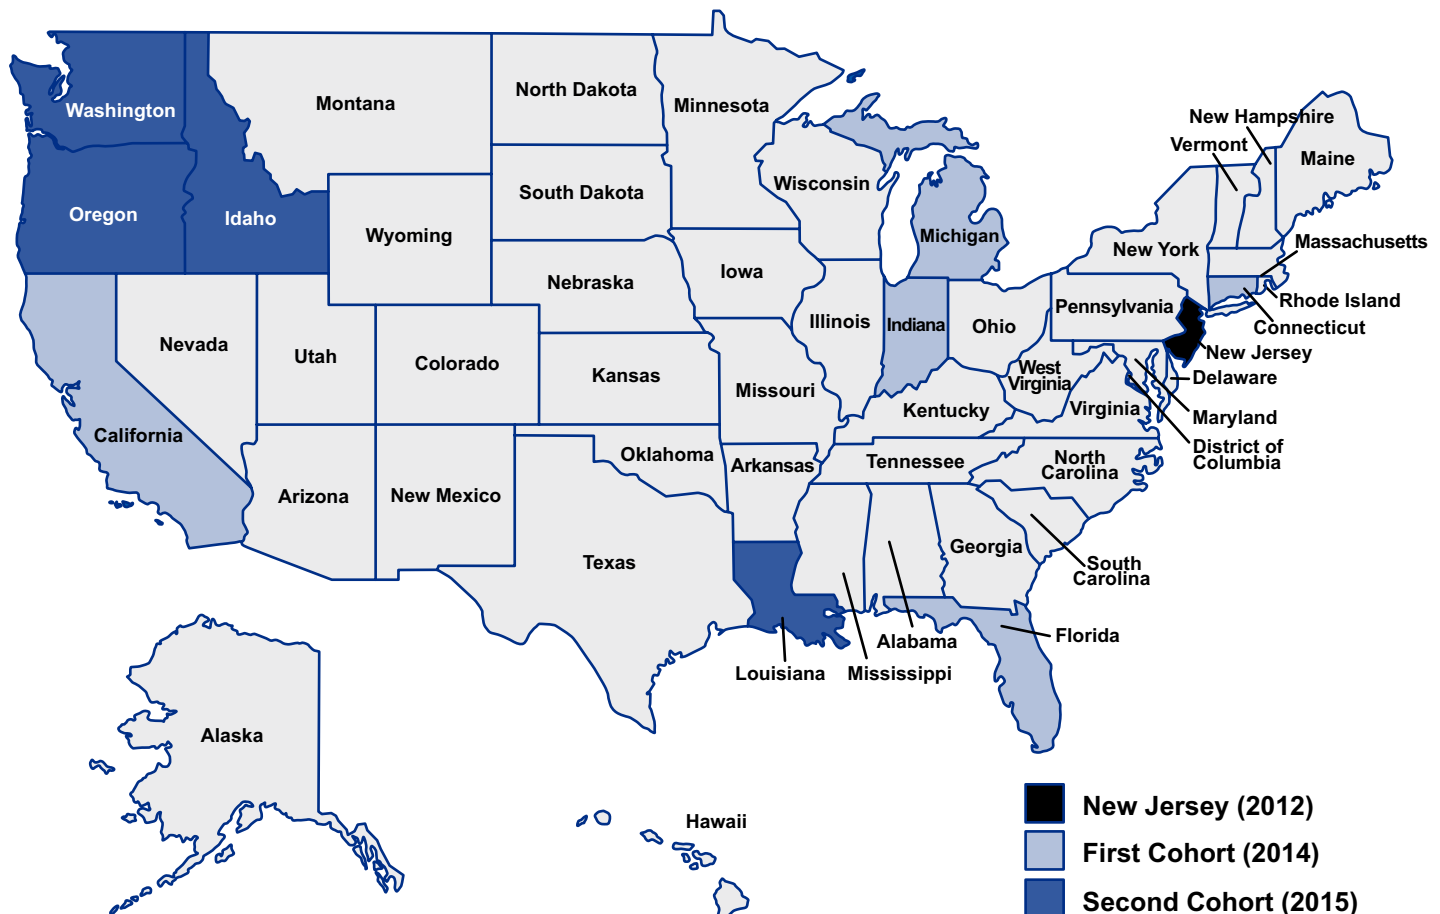 New Hampshire
Vermont
Maine
Washington
Montana
North Dakota
Minnesota
Wisconsin
South Dakota
Oregon
Idaho
Wyoming
Michigan
New York
Massachusetts
Iowa
Nebraska
Rhode Island
Pennsylvania
Connecticut
Illinois
Indiana
Ohio
New Jersey
Nevada
Utah
Colorado
Kansas
Missouri
West
Virginia
Delaware
Kentucky
Virginia
Maryland
California
District of
Columbia
Oklahoma
Arkansas
Tennessee
North
Carolina
Arizona
New Mexico
Texas
Georgia
South
Carolina
Florida
Alabama
Louisiana
Mississippi
Alaska
Hawaii
New Jersey (2012)
First Cohort (2014)
Second Cohort (2015)